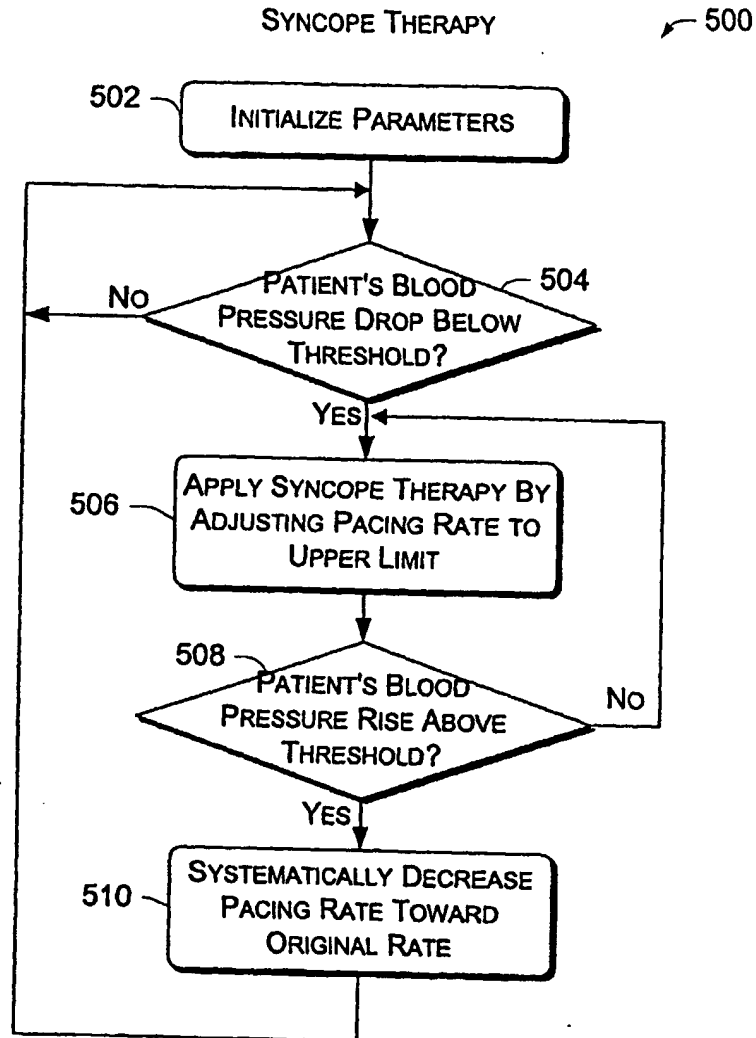 SYNCOPE THERAPY
500
502
INITIALIZE PARAMETERS
504
PATIENT'S BLOOD
PRESSURE DROP BELOW
THRESHOLD?
NO
YES
506
APPLY SYNCOPE THERAPY BY
ADJUSTING PACING RATE TO
UPPER LIMIT
508
PATIENT'S BLOOD
PRESSURE RISE ABOVE
THRESHOLD?
NO
YES
510
SYSTEMATICALLY DECREASE
PACING RATE TOWARD
ORIGINAL RATE